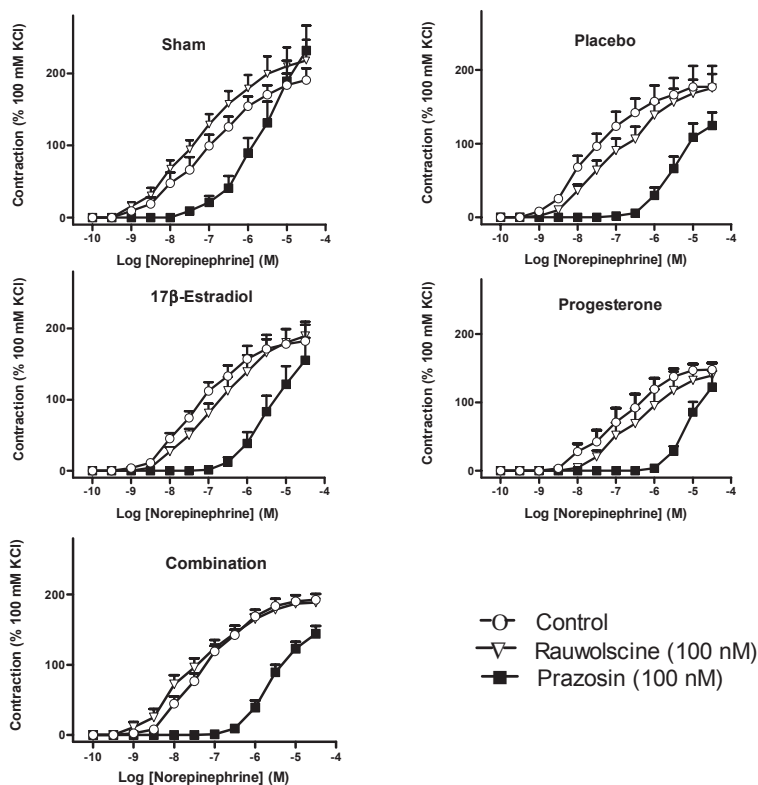 Sham
Contraction (% 100 mM KCl)
200
100
0
-10 -9 -8 -7 -6 -5 -4
Log [Norepinephrine] (M)
Placebo
Contraction (% 100 mM KCl)
200
100
0
-10 -9 -8 -7 -6 -5 -4
Log [Norepinephrine] (M)
17β-Estradiol
Contraction (% 100 mM KCl)
200
100
0
-10 -9 -8 -7 -6 -5 -4
Log [Norepinephrine] (M)
Progesterone
Contraction (% 100 mM KCl)
200
100
0
-10 -9 -8 -7 -6 -5 -4
Log [Norepinephrine] (M)
Combination
Contraction (% 100 mM KCl)
200
100
0
-10 -9 -8 -7 -6 -5 -4
Log [Norepinephrine] (M)
Control
Rauwolscine (100 nM)
Prazosin (100 nM)